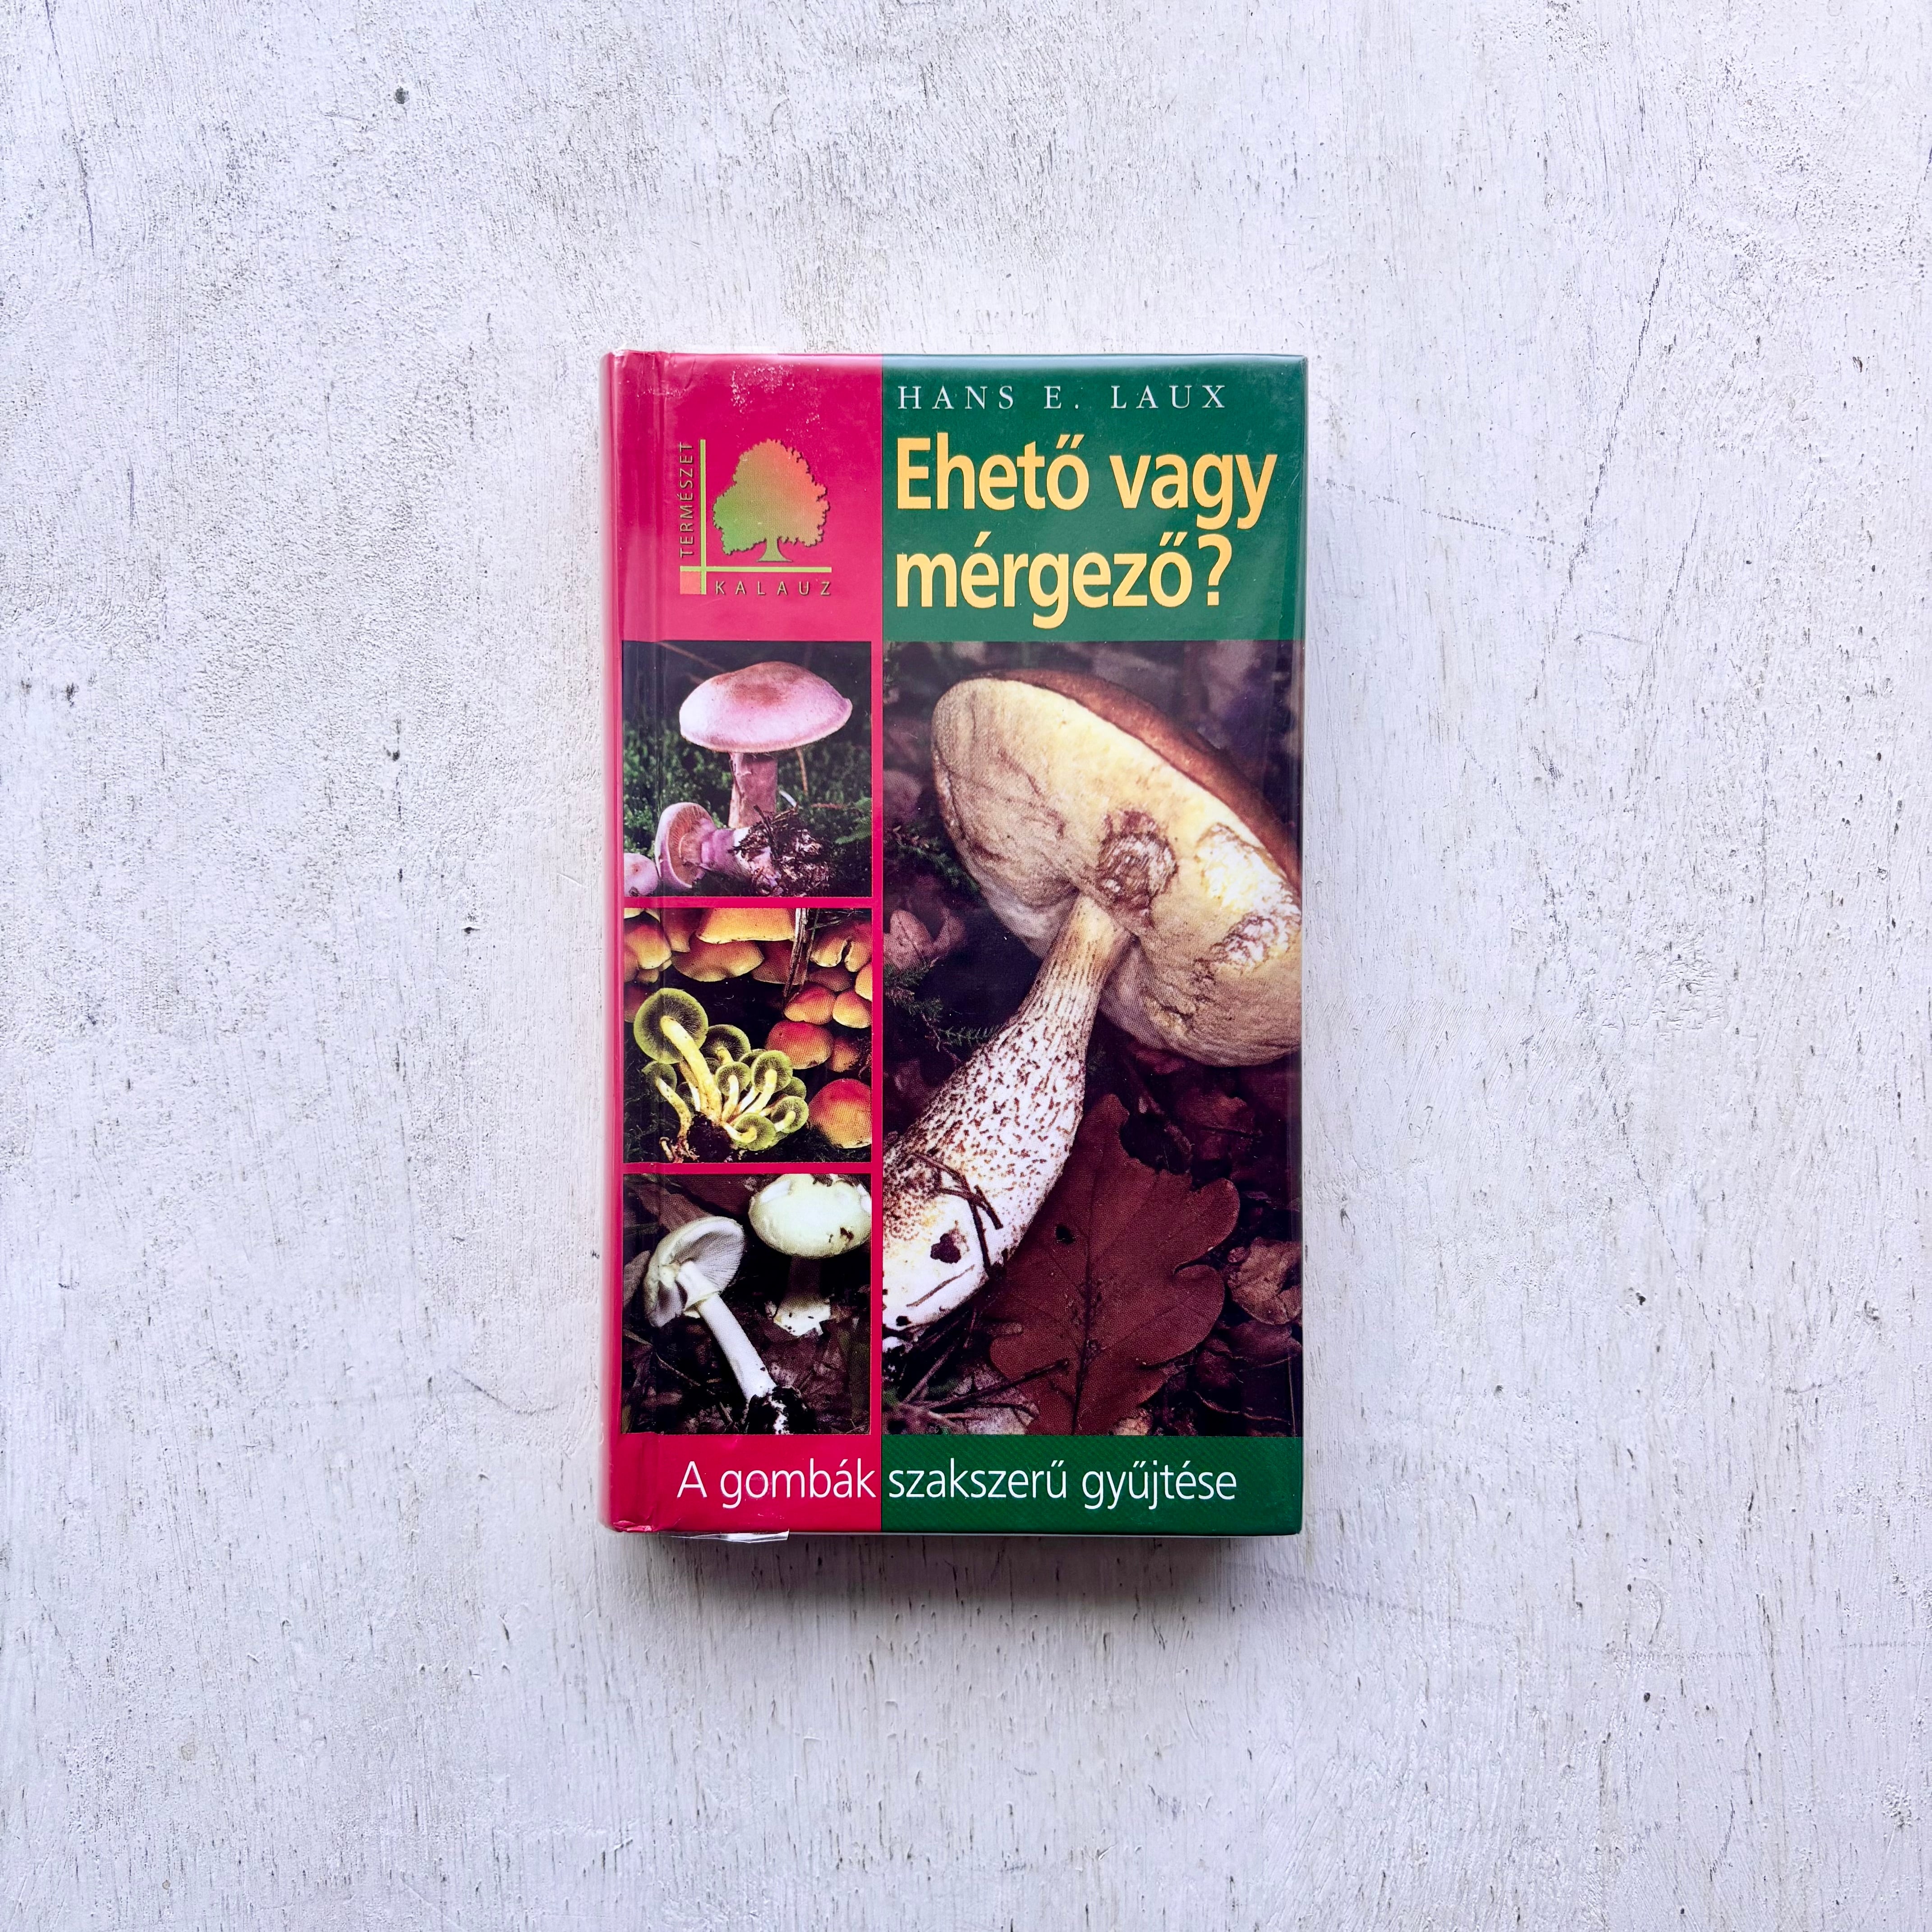 HANS E. LAUX
Ehető vagy
mérgező?
TERMÉSZET
KALAUZ
A gombák szakszerű gyűjtése